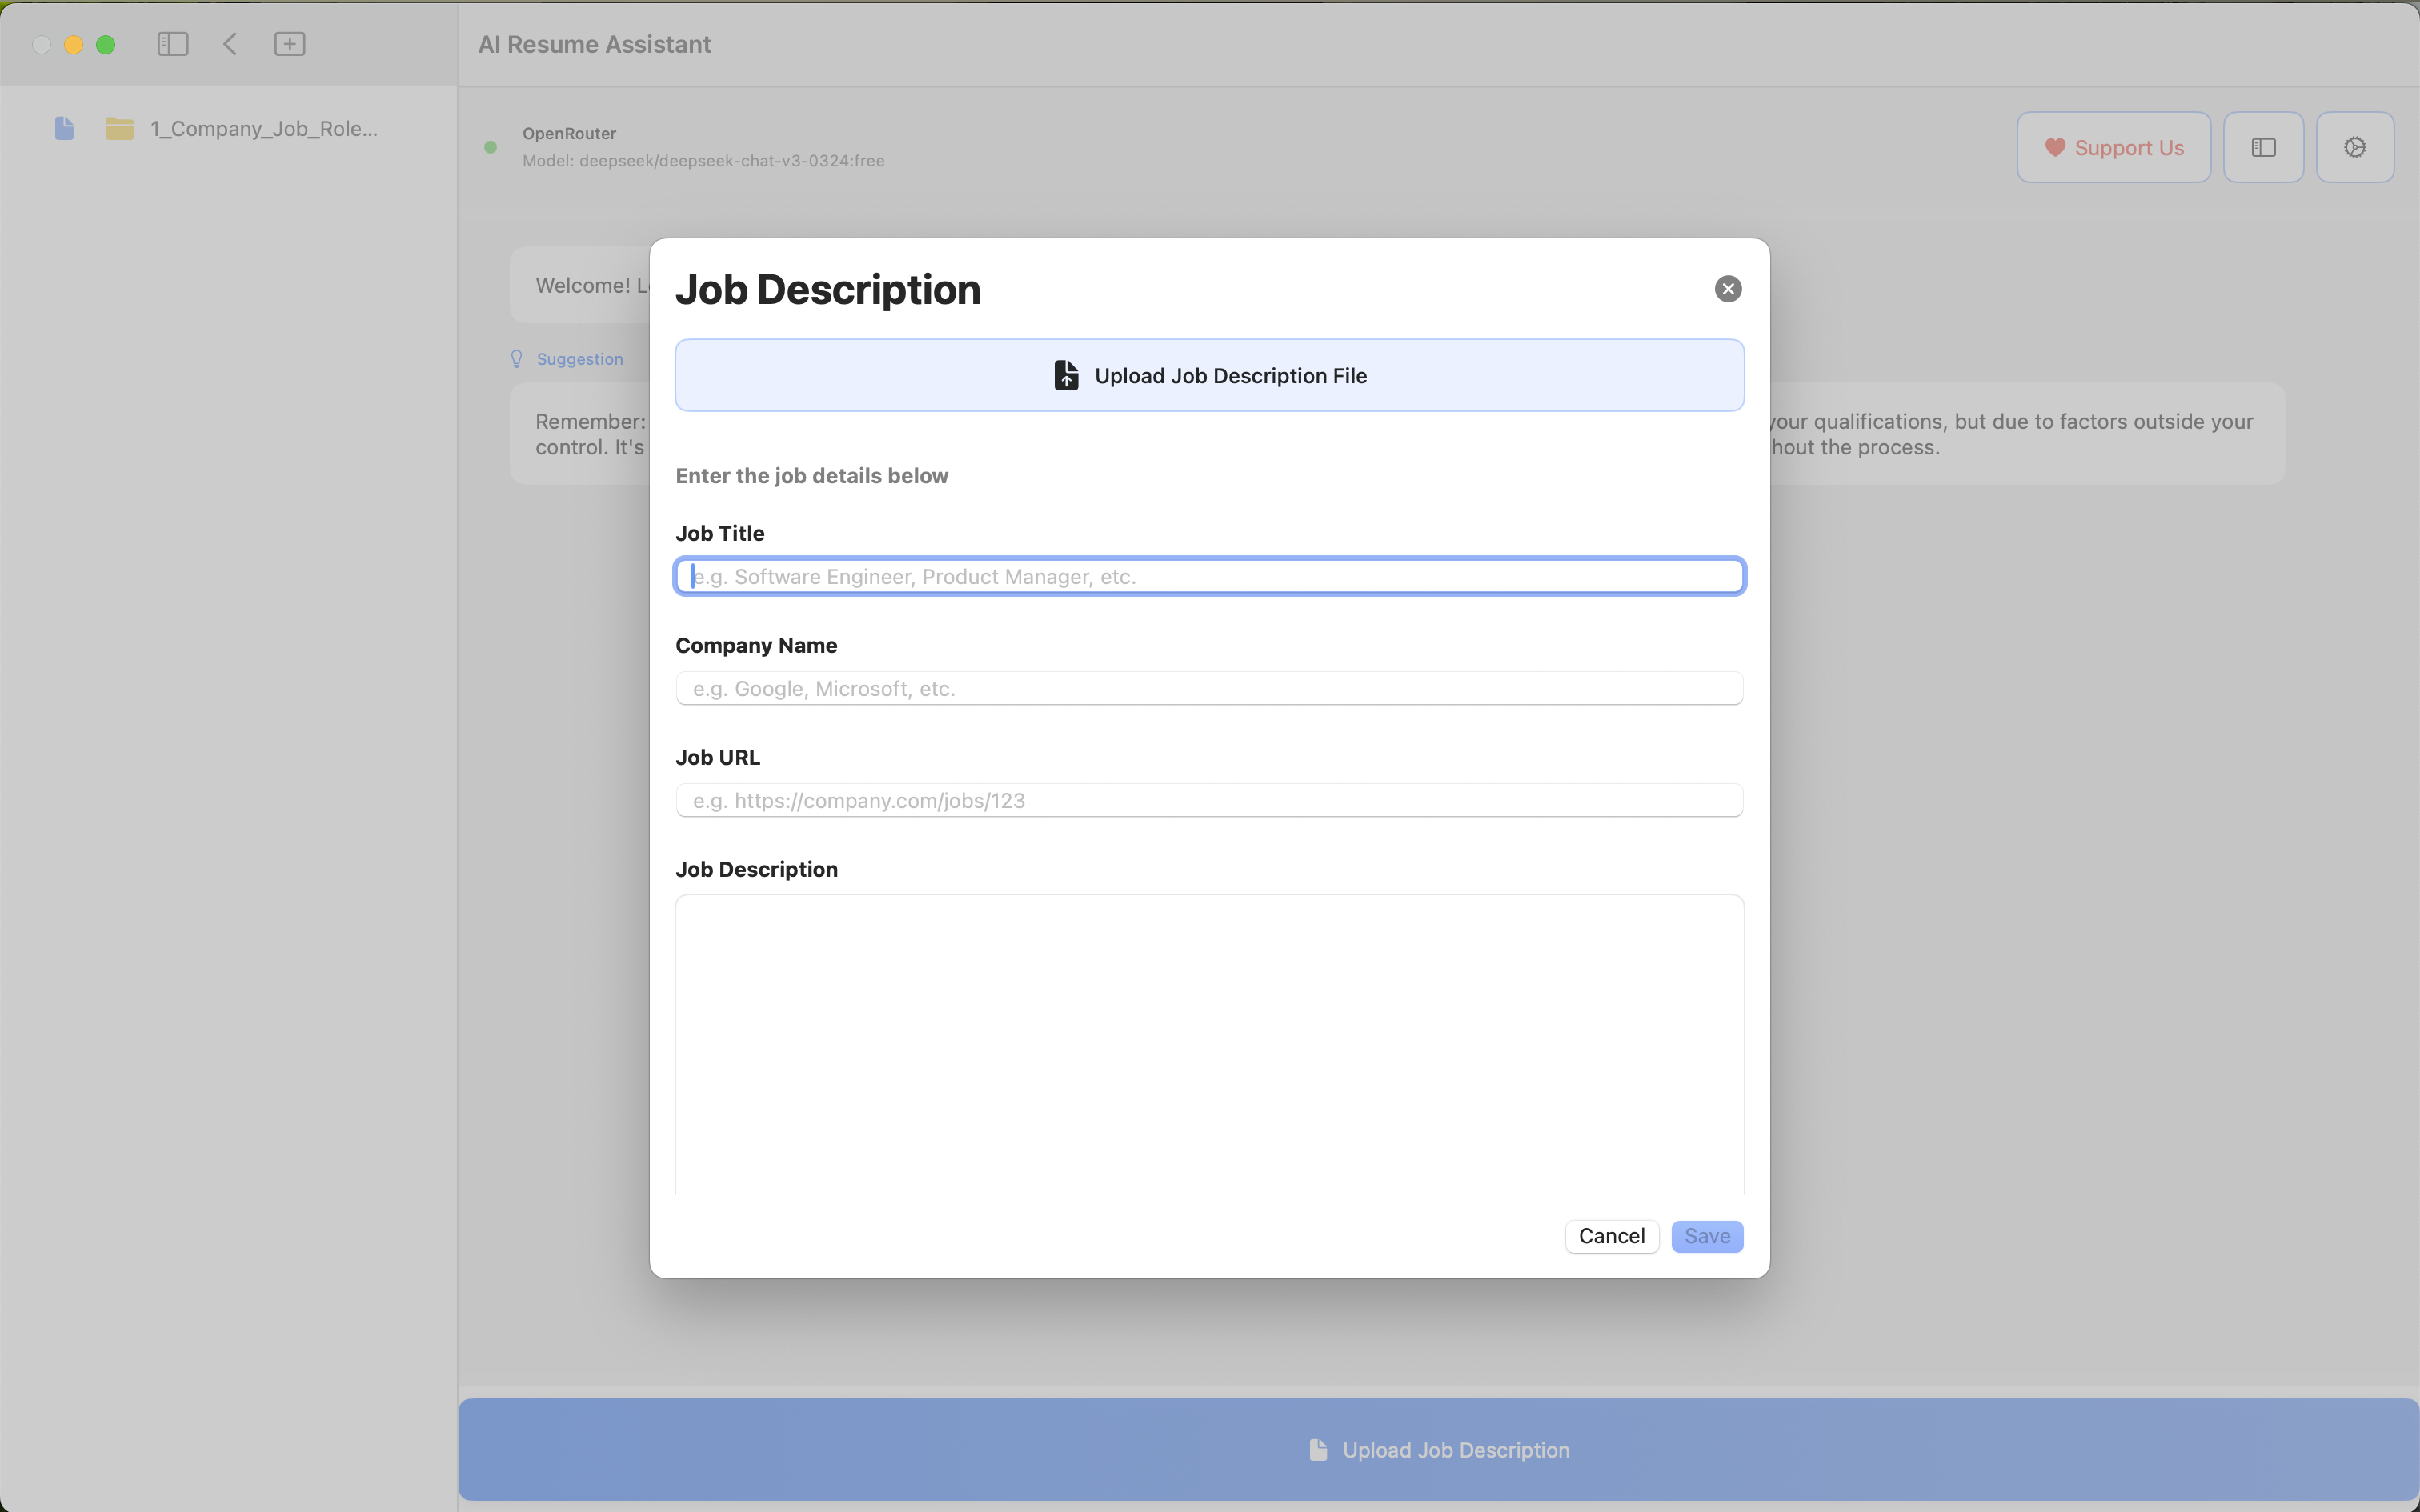 AI Resume Assistant
1_Company_Job_Role...
OpenRouter
Model: deepseek/deepseek-chat-v3-0324:free
Support Us
Welcome!
Suggestion
Remember:
your qualifications, but due to factors outside your
control. It's
the process.
Job Description
Upload Job Description File
Enter the job details below
Job Title
e.g. Software Engineer, Product Manager, etc.
Company Name
e.g. Google, Microsoft, etc.
Job URL
e.g. https://company.com/jobs/123
Job Description
Cancel
Save
Upload Job Description